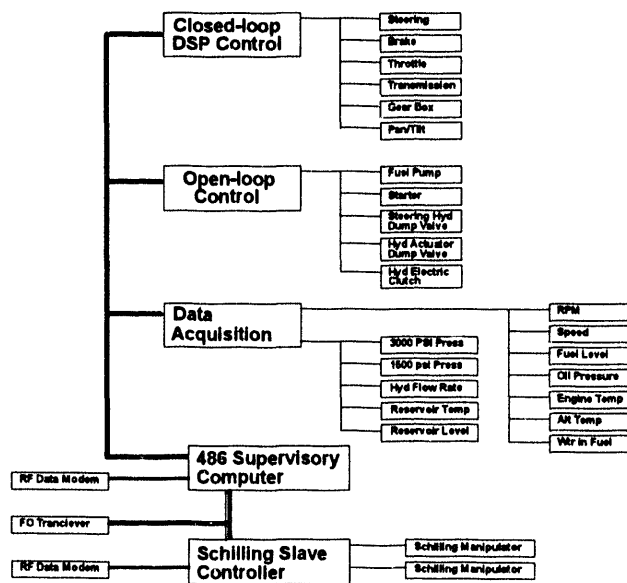 Closed-loop
DSP Control
Steering
Brake
Throttle
Transmission
Gear Box
Pan/Tilt
Open-loop
Control
Fuel Pump
Starter
Steering Hyd
Dump Valve
Hyd Actuator
Dump Valve
Hyd Electric
Clutch
Data
Acquisition
3000 PSI Press
1500 psi Press
Hyd Flow Rate
Reservoir Temp
Reservoir Level
RPM
Speed
Fuel Level
Oil Pressure
Engine Temp
Alt Temp
Wtr in Fuel
486 Supervisory
Computer
RF Data Modem
FO Tranciever
RF Data Modem
Schilling Slave
Controller
Schilling Manipulator
Schilling Manipulator